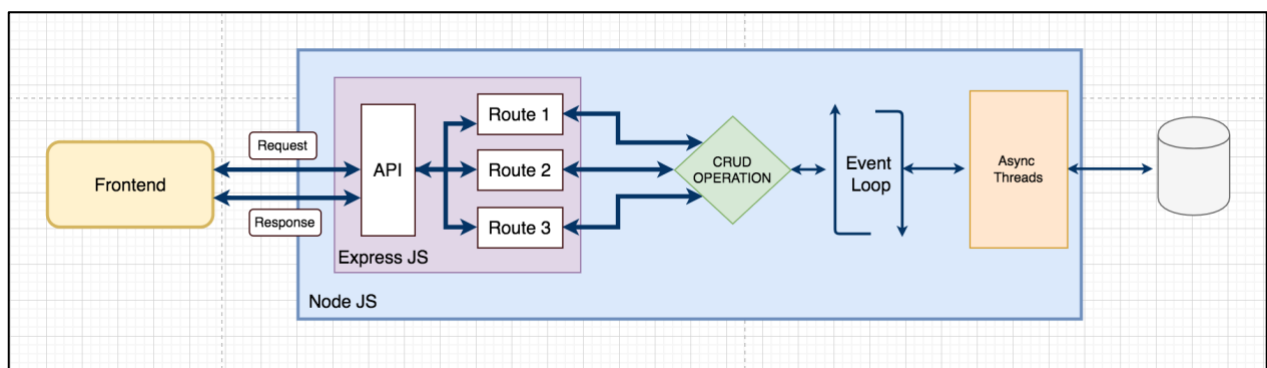 Frontend
Request
Response
API
Route 1
Route 2
Route 3
Express JS
Node JS
CRUD
OPERATION
Event
Loop
Async
Threads